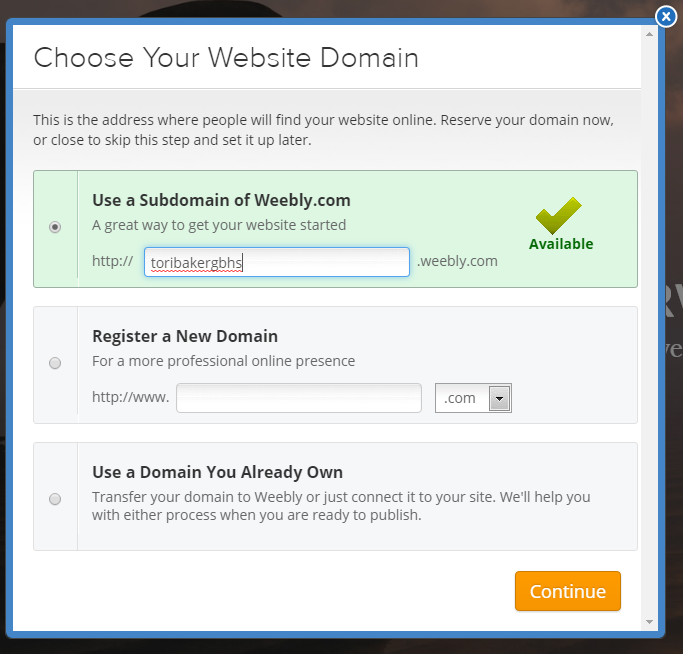 Choose Your Website Domain
This is the address where people will find your website online. Reserve your domain now,
or close to skip this step and set it up later.
Use a Subdomain of Weebly.com
A great way to get your website started
http:// toribakergbhs .weebly.com
Available
Register a New Domain
For a more professional online presence
http://www. .com
Use a Domain You Already Own
Transfer your domain to Weebly or just connect it to your site. We'll help you
with either process when you are ready to publish.
Continue